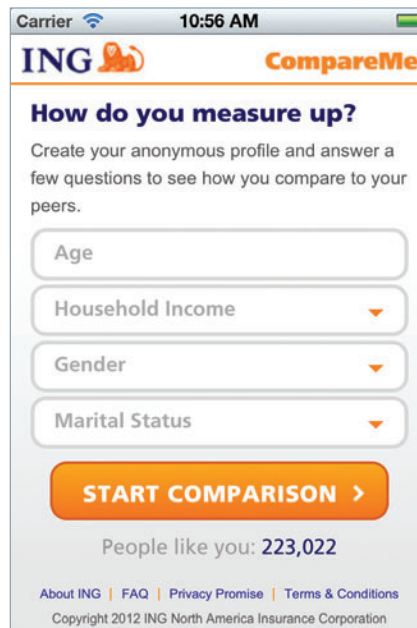 Carrier 10:56 AM
ING CompareMe
How do you measure up?
Create your anonymous profile and answer a
few questions to see how you compare to your
peers.
Age
Household Income
Gender
Marital Status
START COMPARISON >
People like you: 223,022
About ING | FAQ | Privacy Promise | Terms & Conditions
Copyright 2012 ING North America Insurance Corporation